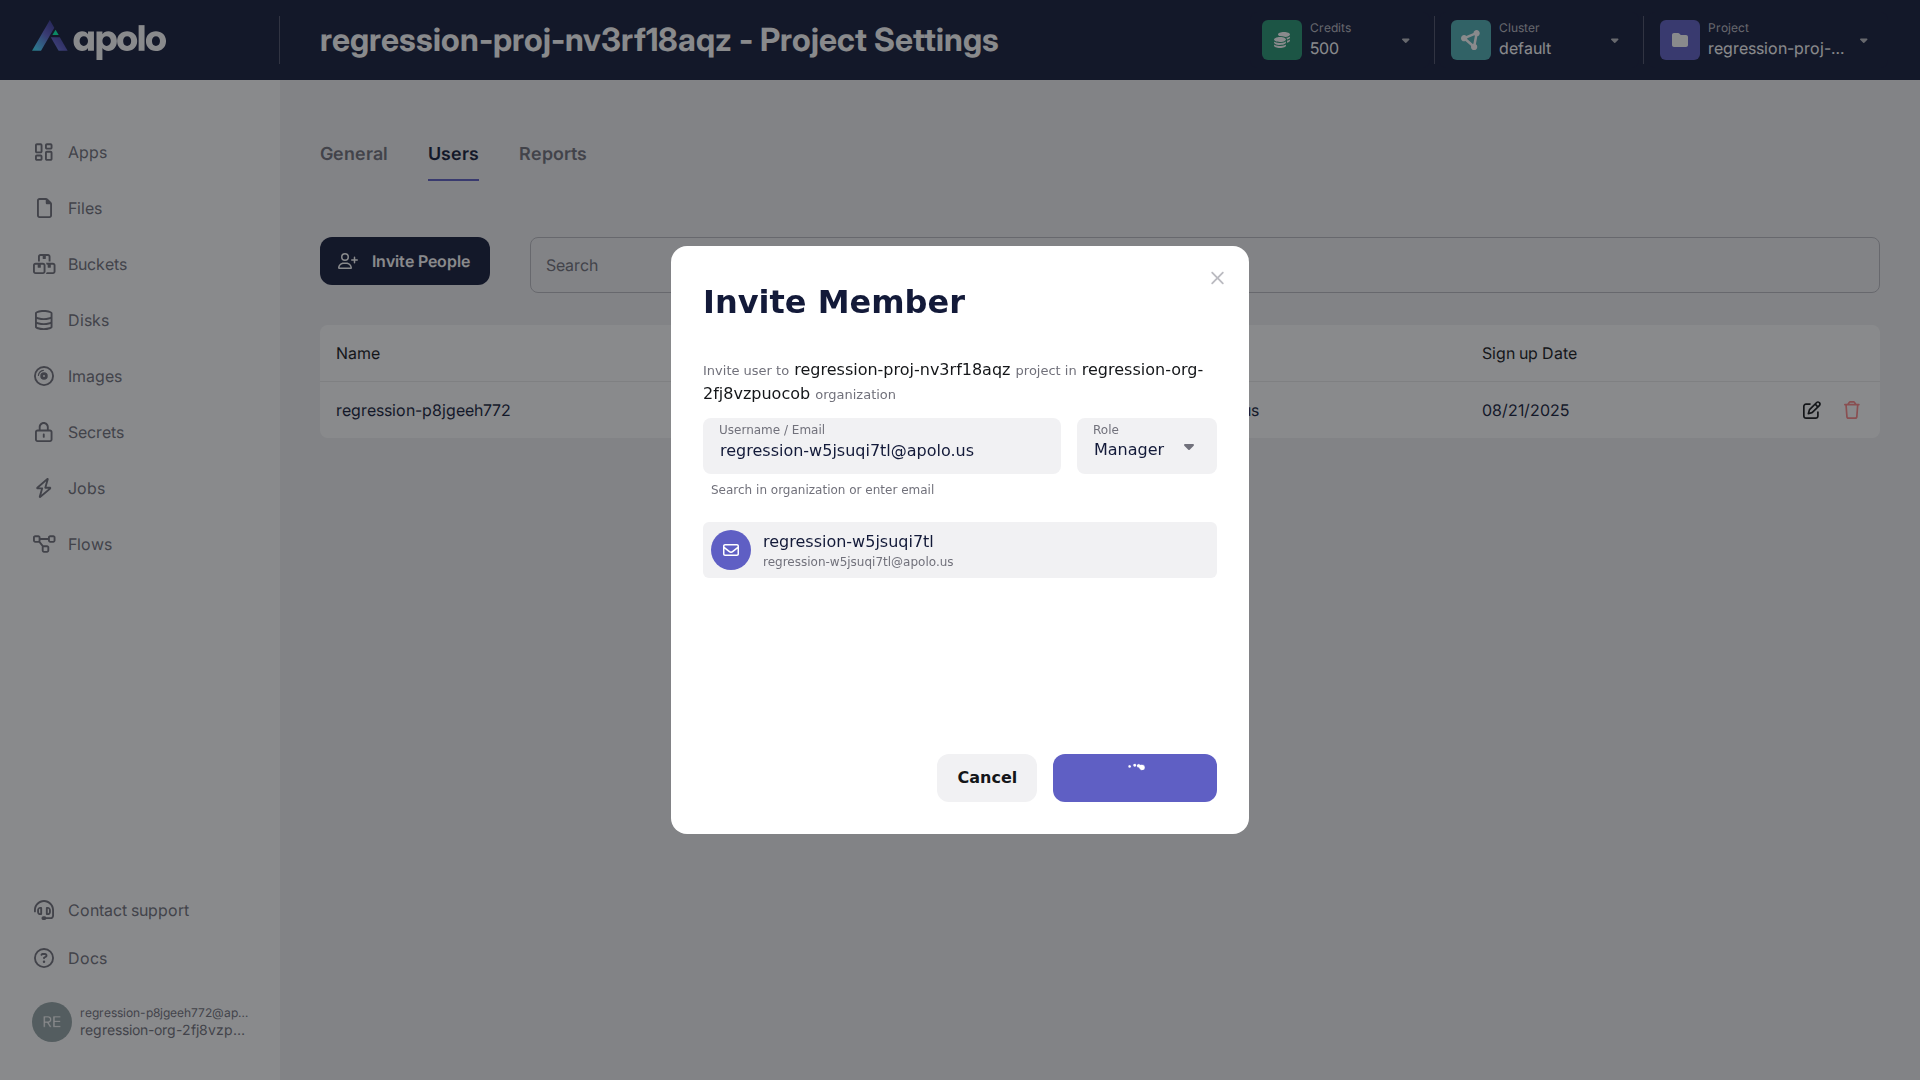 apolo
regression-proj-nv3rf18aqz - Project Settings
Credits
500
Cluster
default
Project
regression-proj-...
Apps
Files
Buckets
Disks
Images
Secrets
Jobs
Flows
Contact support
Docs
RE
regression-p8jgeeh772@ap...
regression-org-2fj8vzp...
General
Users
Reports
Invite People
Search
Name
Sign up Date
regression-p8jgeeh772
us
08/21/2025
Invite Member
Invite user to regression-proj-nv3rf18aqz project in regression-org-
2fj8vzpuocob organization
Username / Email
regression-w5jsuqi7tl@apolo.us
Role
Manager
Search in organization or enter email
regression-w5jsuqi7tl
regression-w5jsuqi7tl@apolo.us
Cancel